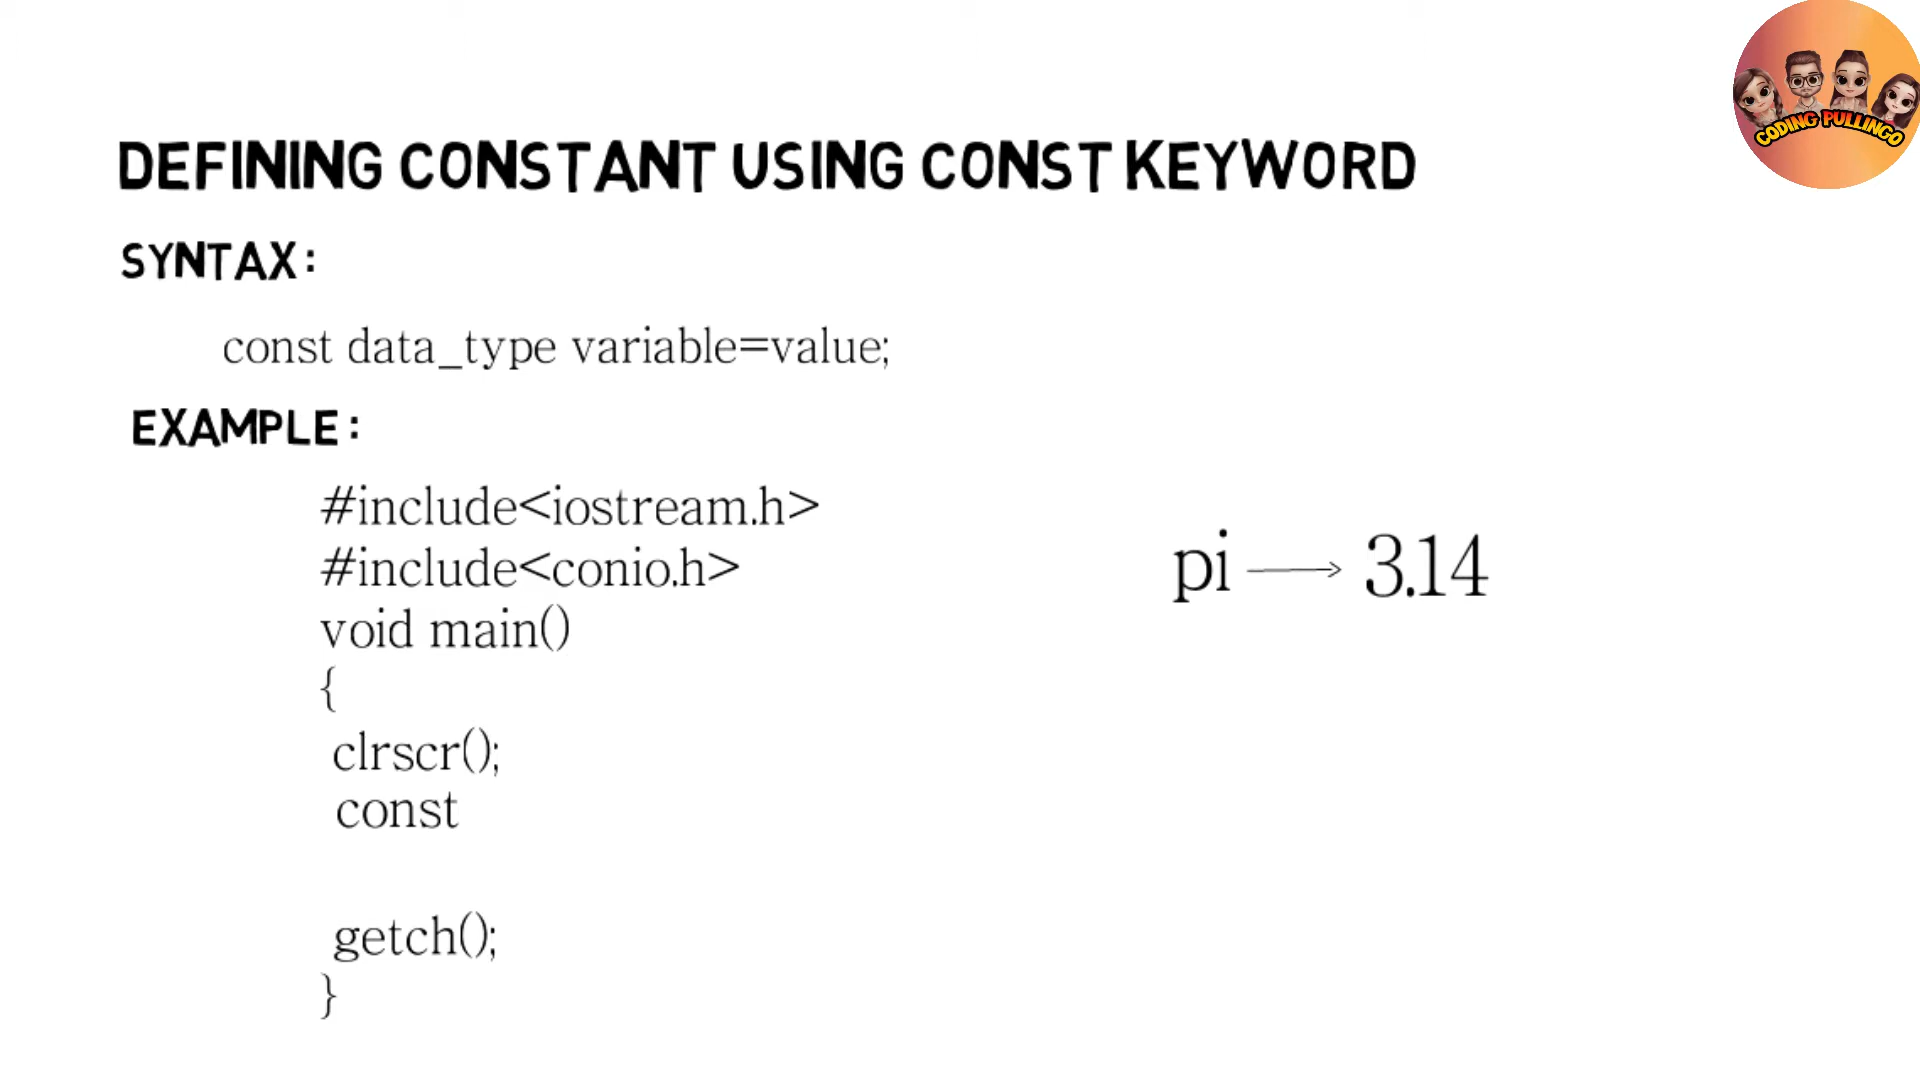 CODING PULLINGO
DEFINING CONSTANT USING CONST KEYWORD
SYNTAX:
const data_type variable=value;
EXAMPLE:
#include<iostream.h>
#include<conio.h>
void main()
{
clrscr();
const
getch();
}
pi → 3.14